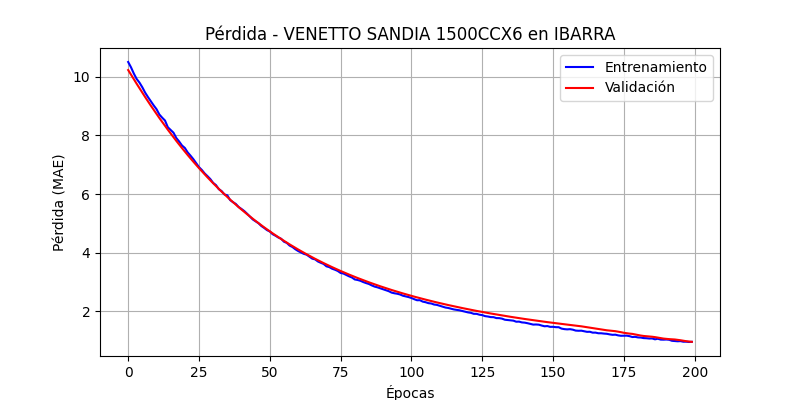 Pérdida - VENETTO SANDIA 1500CCX6 en IBARRA
Entrenamiento
Validación
Pérdida (MAE)
10
8
6
4
2
0 25 50 75 100 125 150 175 200
Épocas